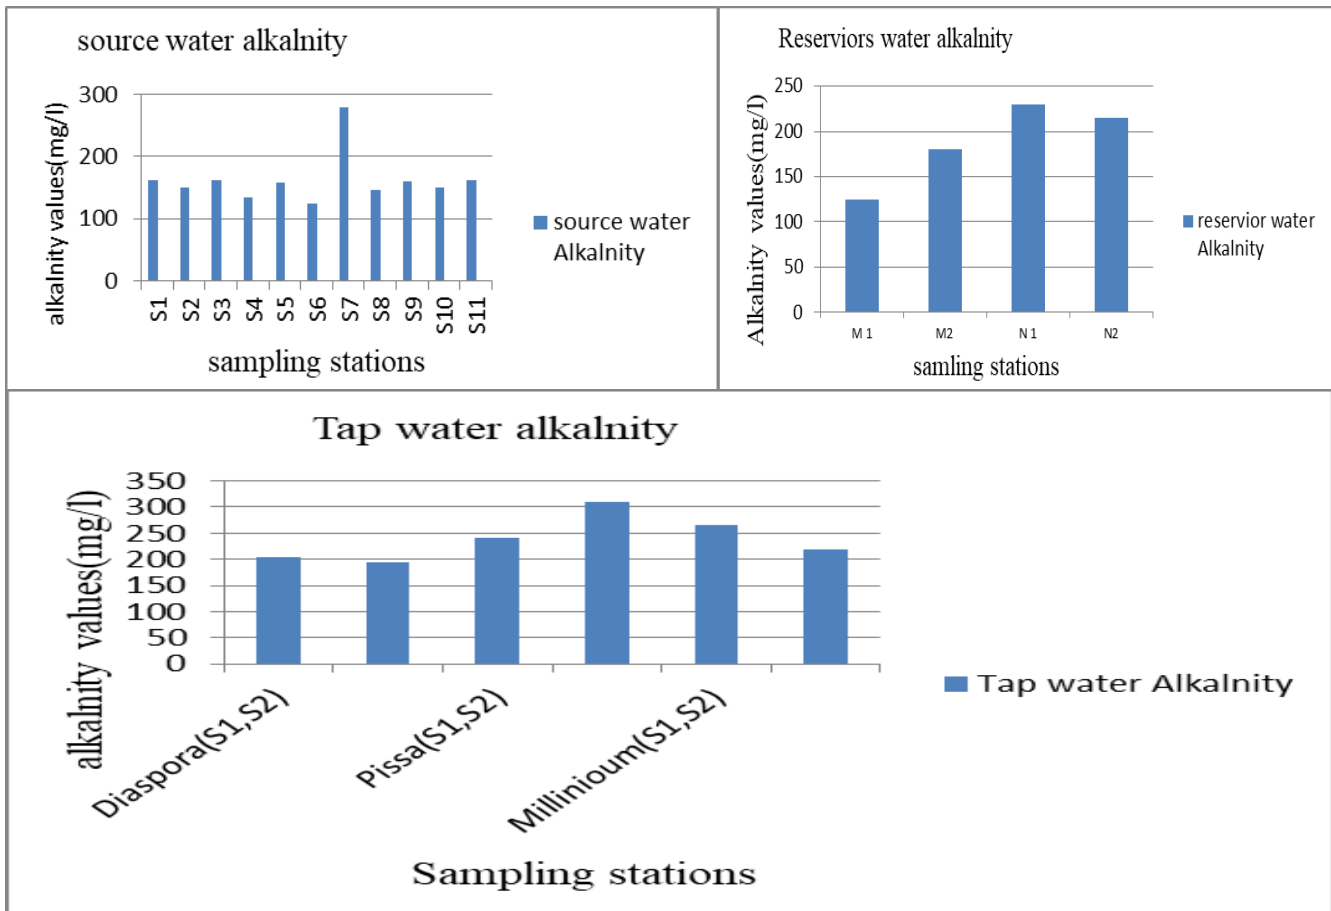 source water alkalnity
alkalnity values(mg/l)
300
200
100
0
S1
S2
S3
S4
S5
S6
S7
S8
S9
S10
S11
sampling stations
source water
Alkalnity
Reserviors water alkalnity
Alkalnity values(mg/l)
250
200
150
100
50
0
M 1
M2
N 1
N2
samling stations
reservior water
Alkalnity
Tap water alkalnity
alkalnity values(mg/l)
350
300
250
200
150
100
50
0
Diaspora(S1,S2)
Pissa(S1,S2)
Millinioum(S1,S2)
Sampling stations
Tap water Alkalnity